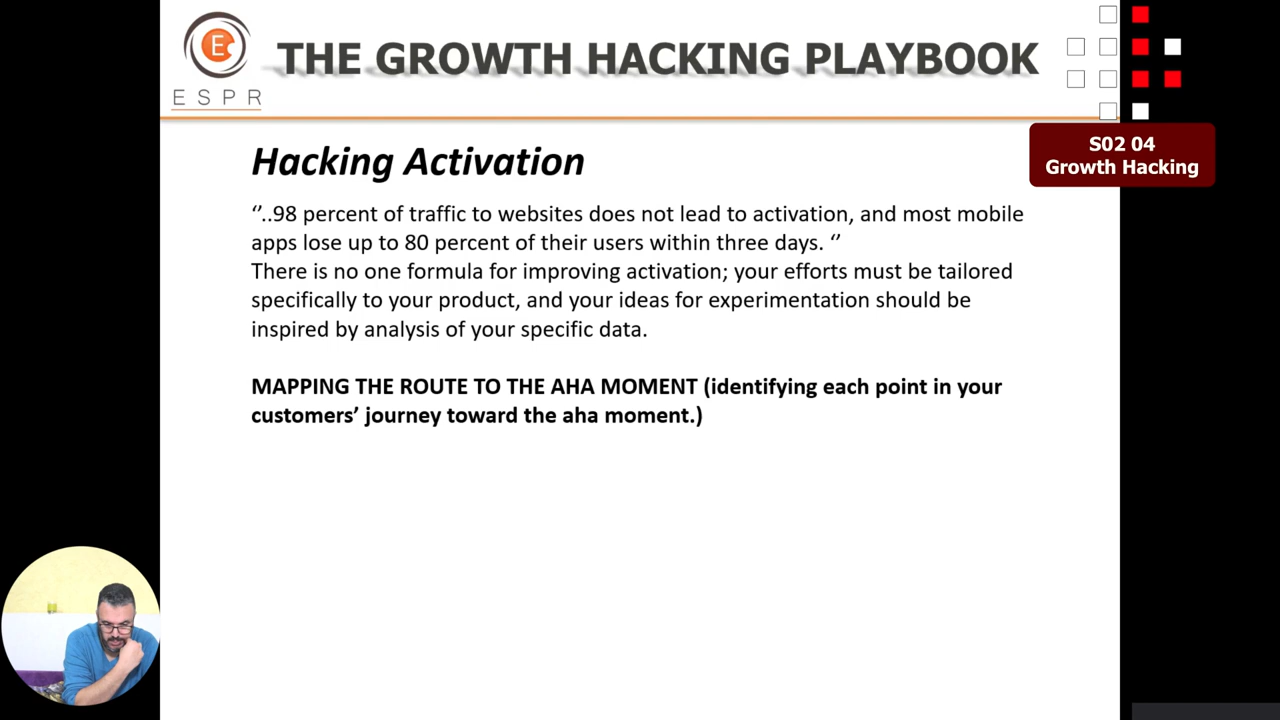 E
ESPR
THE GROWTH HACKING PLAYBOOK
S02 04
Growth Hacking
Hacking Activation
‘’..98 percent of traffic to websites does not lead to activation, and most mobile
apps lose up to 80 percent of their users within three days. ‘’
There is no one formula for improving activation; your efforts must be tailored
specifically to your product, and your ideas for experimentation should be
inspired by analysis of your specific data.
MAPPING THE ROUTE TO THE AHA MOMENT (identifying each point in your
customers’ journey toward the aha moment.)